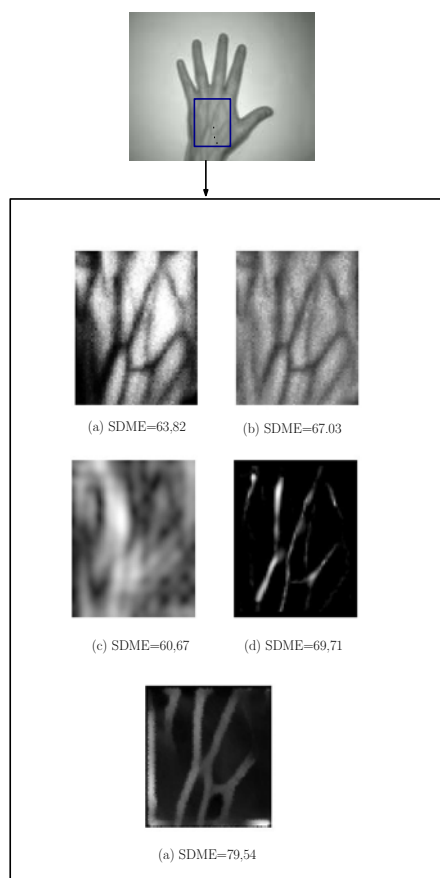 (a) SDME=63,82
(b) SDME=67.03
(c) SDME=60,67
(d) SDME=69,71
(a) SDME=79,54